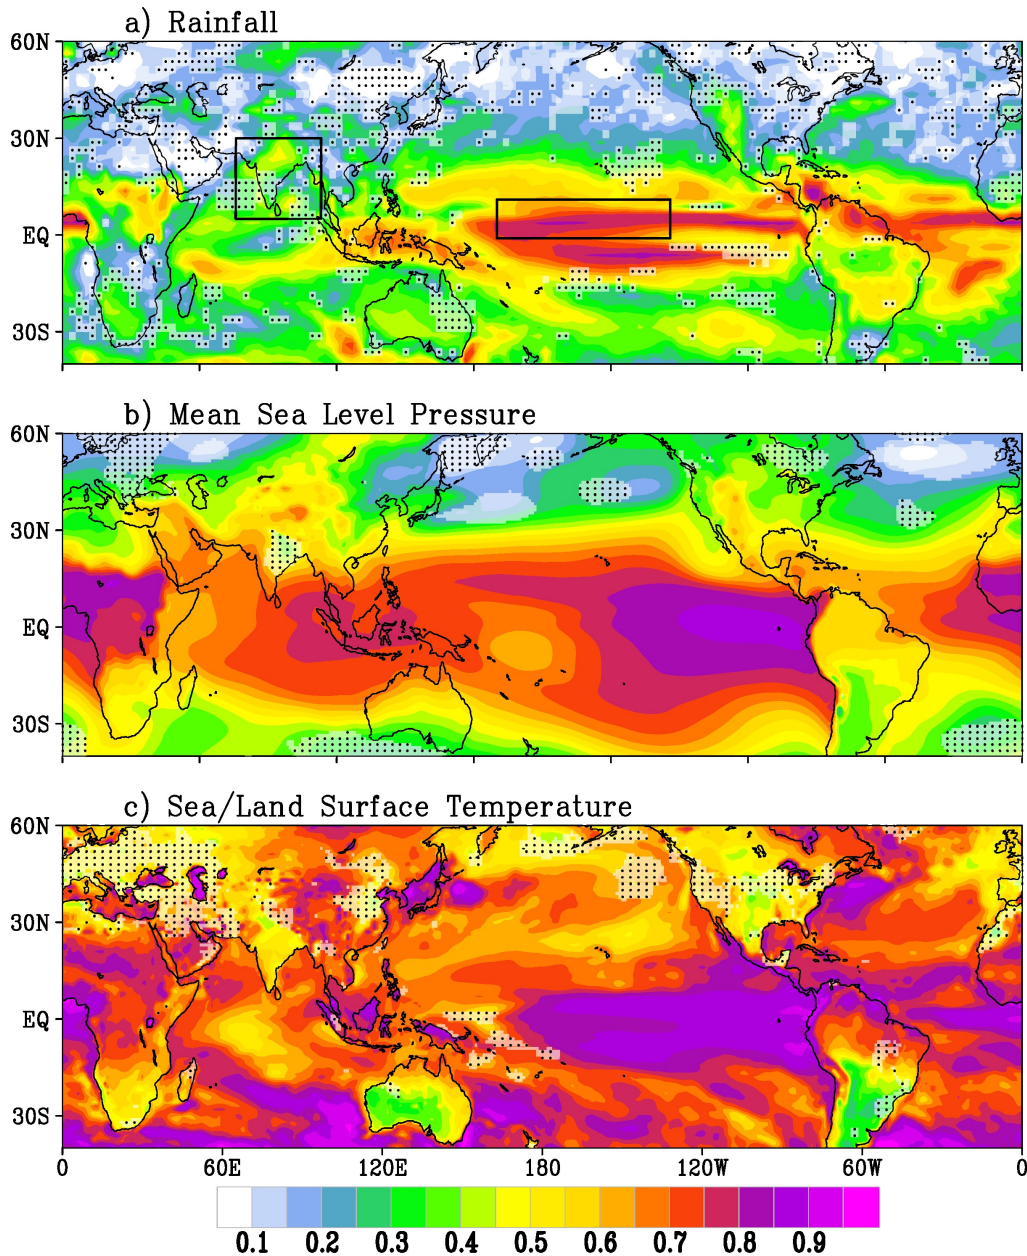 a) Rainfall
60N
30N
EQ
30S
b) Mean Sea Level Pressure
60N
30N
EQ
30S
c) Sea/Land Surface Temperature
60N
30N
EQ
30S
0 60E 120E 180 120W 60W 0
0.1 0.2 0.3 0.4 0.5 0.6 0.7 0.8 0.9